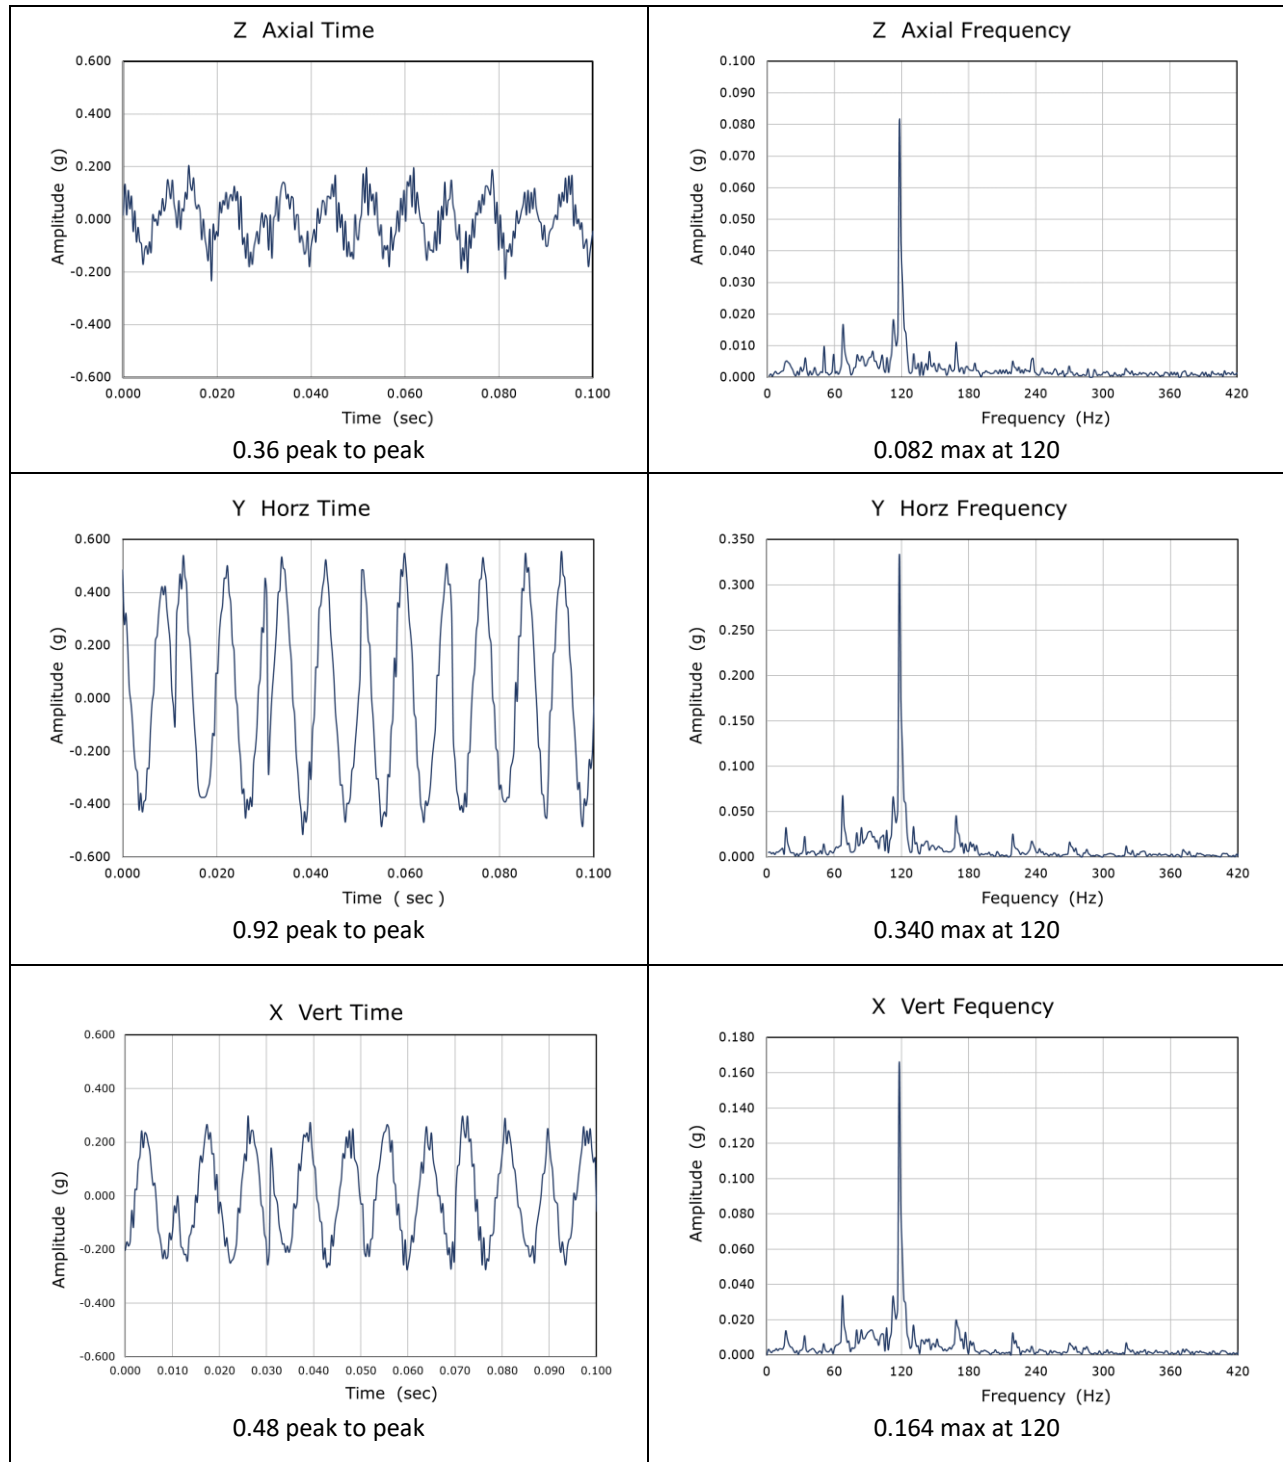 Z Axial Time
0.600
0.400
0.200
0.000
-0.200
-0.400
-0.600
Amplitude (g)
0.000 0.020 0.040 0.060 0.080 0.100
Time (sec)
0.36 peak to peak
Z Axial Frequency
0.100
0.090
0.080
0.070
0.060
0.050
0.040
0.030
0.020
0.010
0.000
Amplitude (g)
0 60 120 180 240 300 360 420
Frequency (Hz)
0.082 max at 120
Y Horz Time
0.600
0.400
0.200
0.000
-0.200
-0.400
-0.600
Amplitude (g)
0.000 0.020 0.040 0.060 0.080 0.100
Time ( sec )
0.92 peak to peak
Y Horz Frequency
0.350
0.300
0.250
0.200
0.150
0.100
0.050
0.000
Amplitude (g)
0 60 120 180 240 300 360 420
Fequency (Hz)
0.340 max at 120
X Vert Time
0.600
0.400
0.200
0.000
-0.200
-0.400
-0.600
Amplitude (g)
0.000 0.010 0.020 0.030 0.040 0.050 0.060 0.070 0.080 0.090 0.100
Time (sec)
0.48 peak to peak
X Vert Fequency
0.180
0.160
0.140
0.120
0.100
0.080
0.060
0.040
0.020
0.000
Amplitude (g)
0 60 120 180 240 300 360 420
Frequency (Hz)
0.164 max at 120